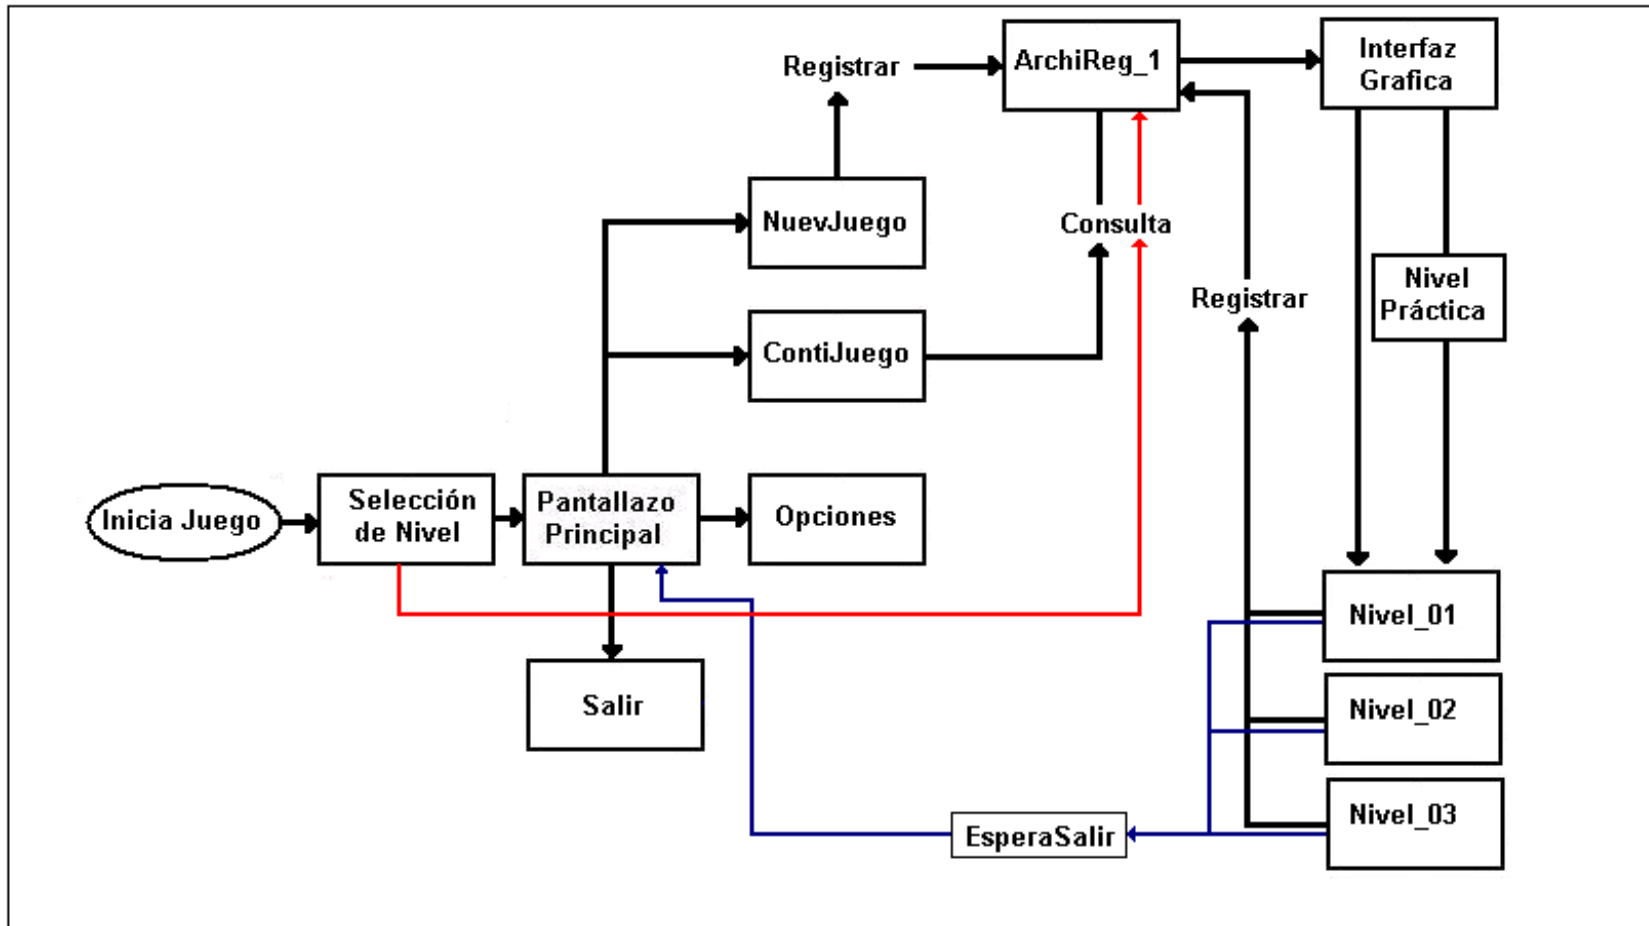 Registrar
ArchiReg_1
Interfaz
Grafica
NuevJuego
Consulta
Registrar
Nivel
Práctica
ContiJuego
Inicia Juego
Selección
de Nivel
Pantallazo
Principal
Opciones
Salir
Nivel_01
Nivel_02
Nivel_03
EsperaSalir